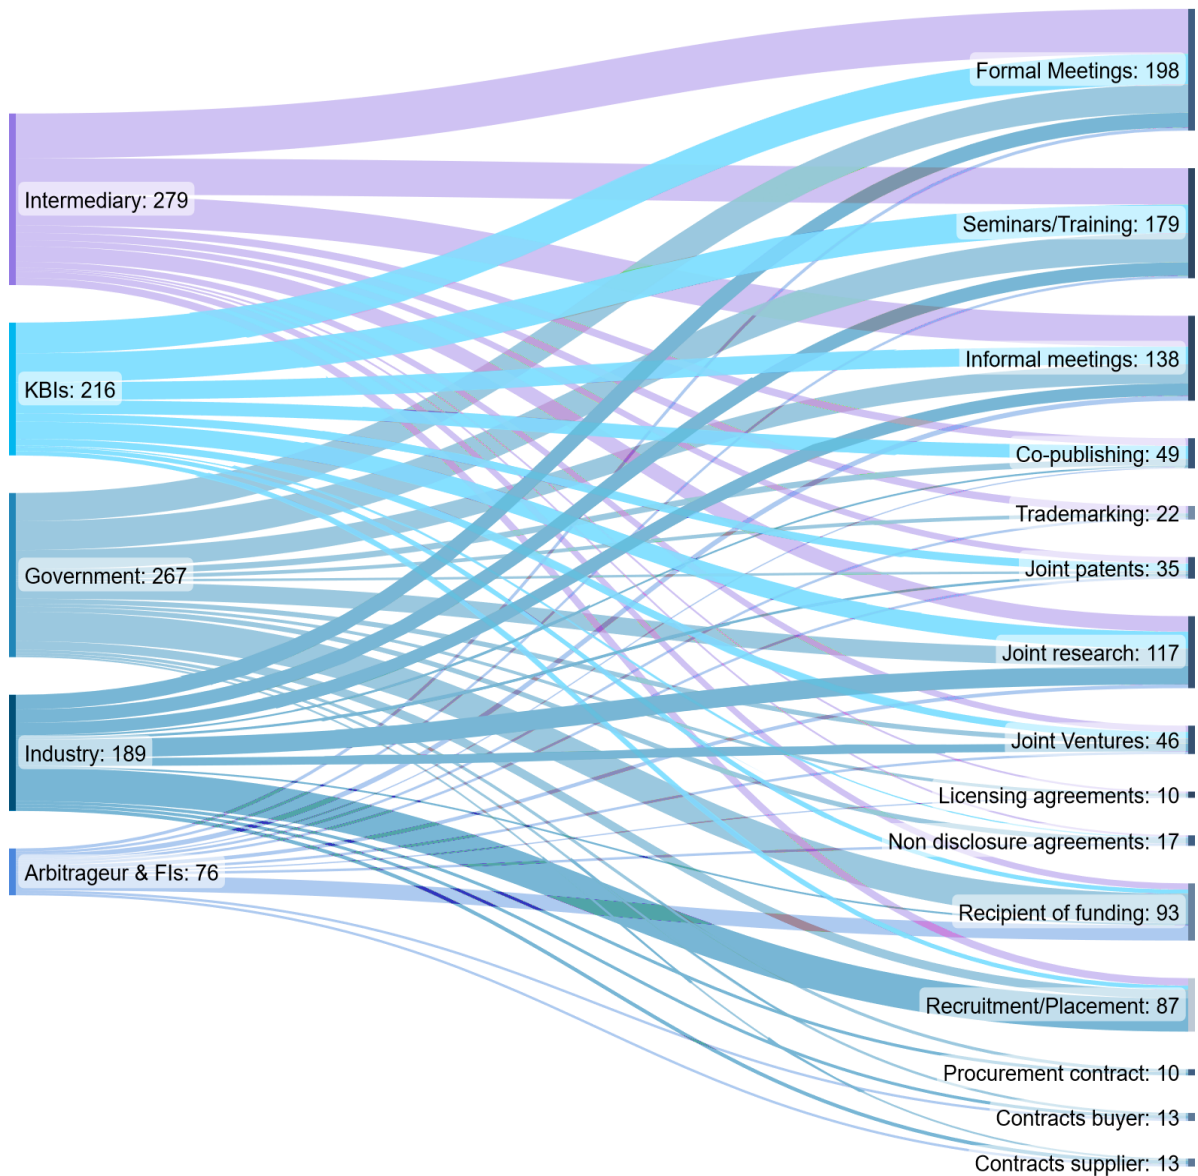 Intermediary: 279
KBIs: 216
Government: 267
Industry: 189
Arbitrageur & FIs: 76
Formal Meetings: 198
Seminars/Training: 179
Informal meetings: 138
Co-publishing: 49
Trademarking: 22
Joint patents: 35
Joint research: 117
Joint Ventures: 46
Licensing agreements: 10
Non disclosure agreements: 17
Recipient of funding: 93
Recruitment/Placement: 87
Procurement contract: 10
Contracts buyer: 13
Contracts supplier: 13